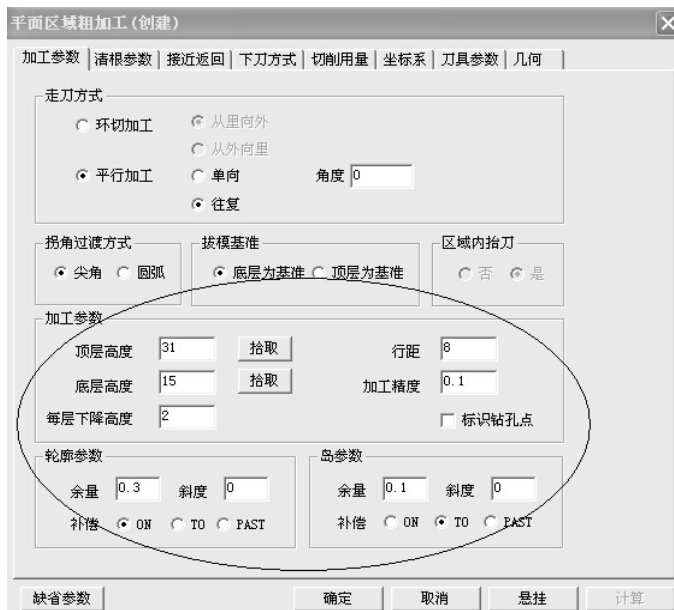 平面区域粗加工(创建)
加工参数 清根参数 接近返回 下刀方式 切削用量 坐标系 刀具参数 几何
走刀方式
环切加工 从里向外
从外向里
平行加工 单向 角度 0
往复
拐角过渡方式 拔模基准 区域内抬刀
尖角 圆弧 底层为基准 顶层为基准 否 是
加工参数
顶层高度 31 拾取 行距 8
底层高度 15 拾取 加工精度 0.1
每层下降高度 2 标识钻孔点
轮廓参数 岛参数
余量 0.3 斜度 0 余量 0.1 斜度 0
补偿 ON TO PAST 补偿 ON TO PAST
缺省参数 确定 取消 悬挂 计算